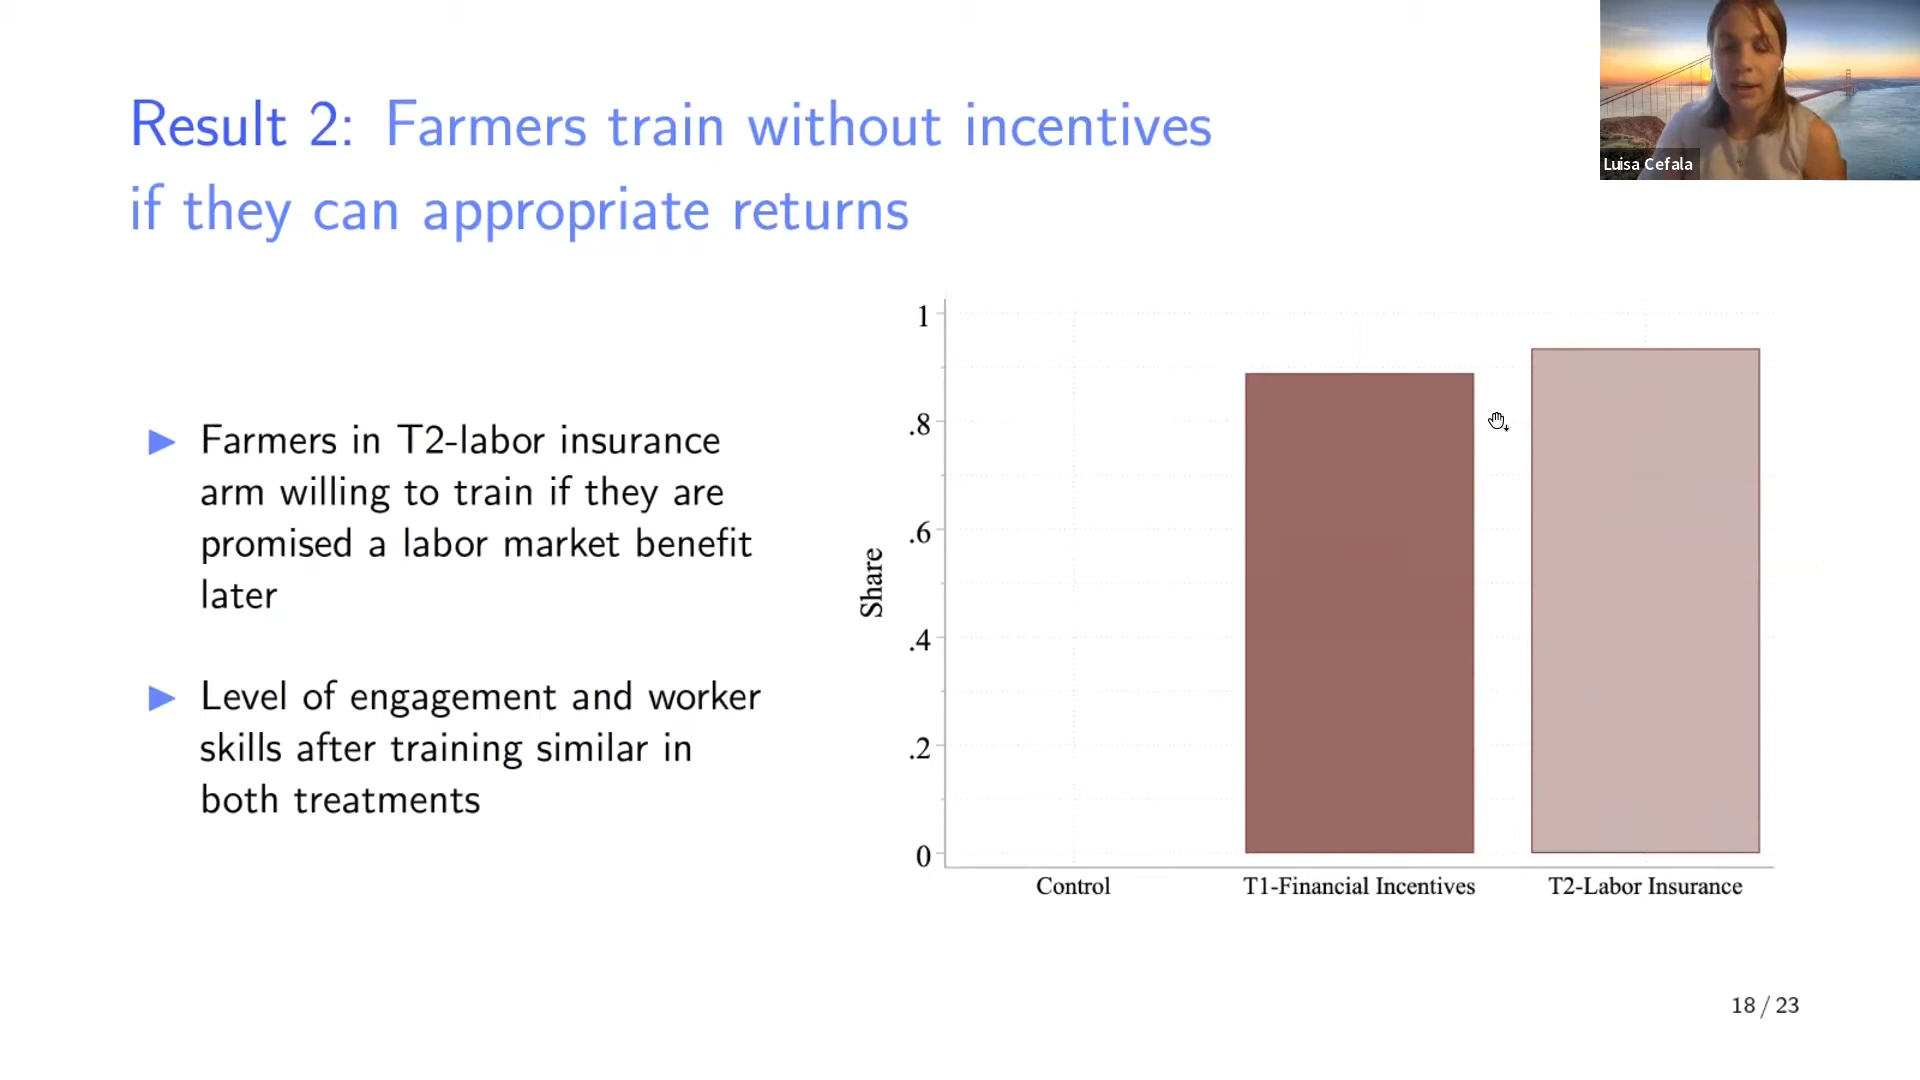 Result 2: Farmers train without incentives
if they can appropriate returns
Luisa Cefala
▶ Farmers in T2-labor insurance
arm willing to train if they are
promised a labor market benefit
later
▶ Level of engagement and worker
skills after training similar in
both treatments
Share
1
.8
.6
.4
.2
0
Control
T1-Financial Incentives
T2-Labor Insurance
18 / 23